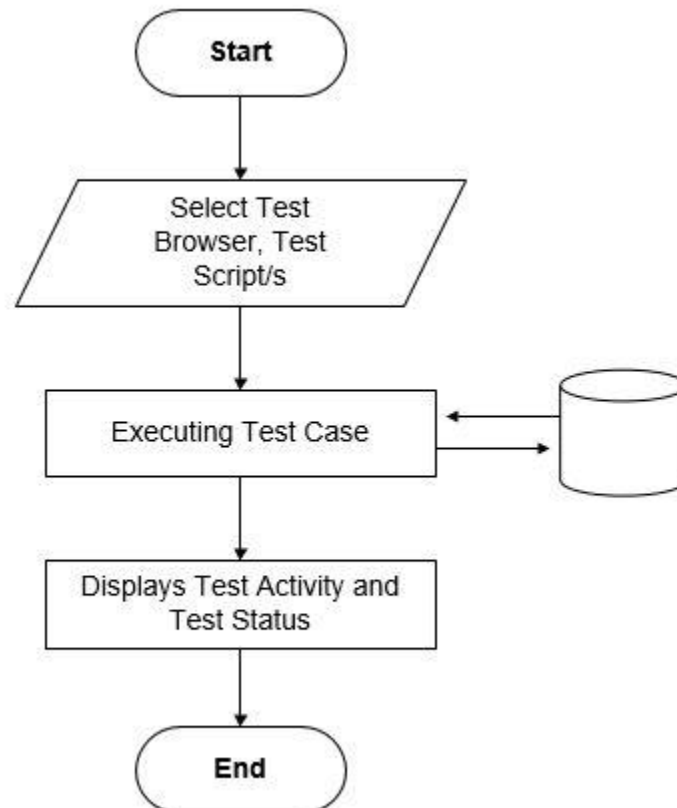 Start
Select Test
Browser, Test
Script/s
Executing Test Case
Displays Test Activity and
Test Status
End